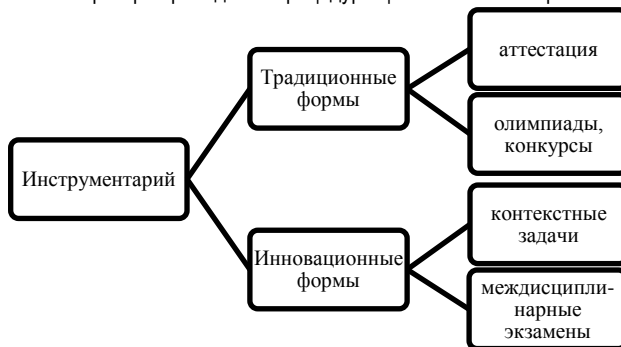 аттестация
Традиционные
формы
олимпиады,
конкурсы
Инструментарий
контекстные
задачи
Инновационные
формы
междисципли-
нарные
экзамены